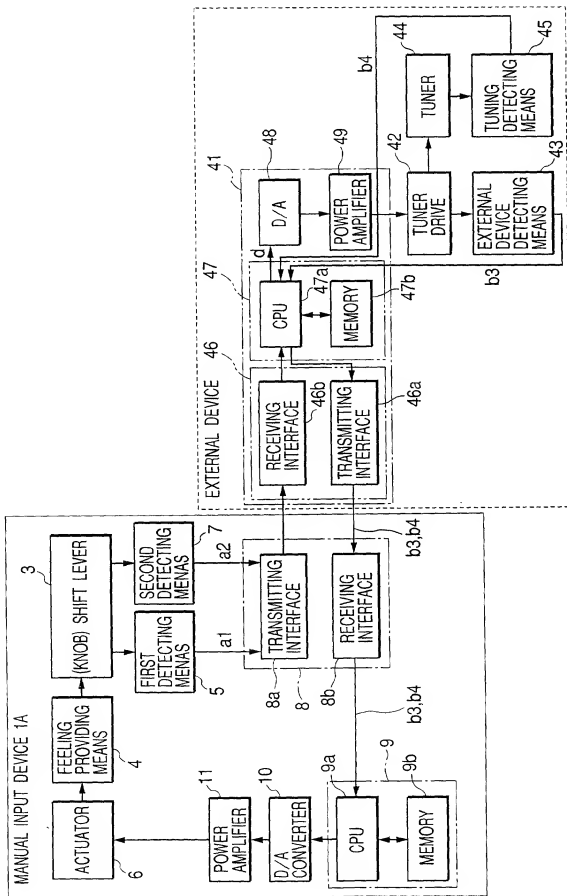 MANUAL INPUT DEVICE 1A
ACTUATOR
6
FEELING
PROVIDING
MEANS
4
(KNOB) SHIFT LEVER
3
FIRST
DETECTING
MENAS
5
SECOND
DETECTING
MENAS
7
a1
a2
POWER
AMPLIFIER
11
D/A
CONVERTER
10
CPU
9a
MEMORY
9b
9
TRANSMITTING
INTERFACE
8a
8
RECEIVING
INTERFACE
8b
b3,b4
b3,b4
EXTERNAL DEVICE
46
RECEIVING
INTERFACE
46b
TRANSMITTING
INTERFACE
46a
47
CPU
47a
MEMORY
47b
d
41
D/A
48
POWER
AMPLIFIER
49
TUNER
DRIVE
42
TUNER
44
EXTERNAL
DEVICE
DETECTING
MEANS
43
TUNING
DETECTING
MEANS
45
b3
b4